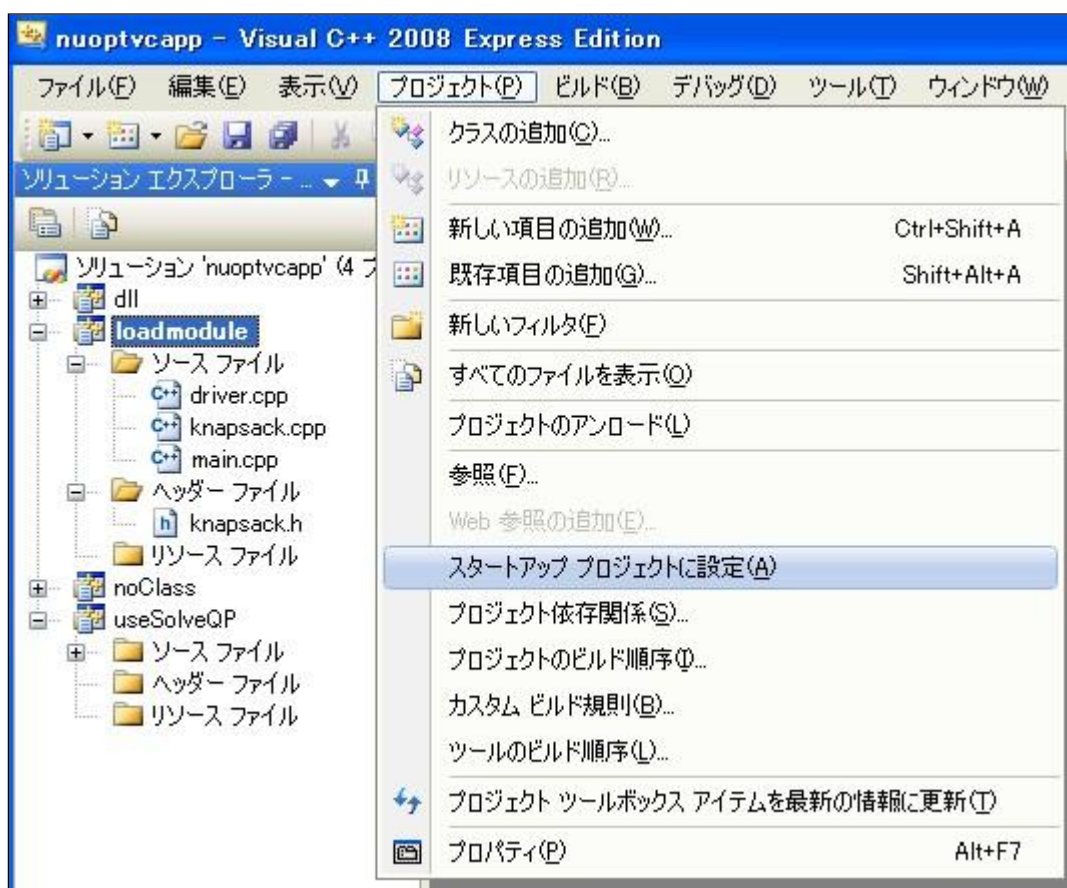 nuoptvcapp - Visual C++ 2008 Express Edition
ファイル(F) 編集(E) 表示(V) プロジェクト(P) ビルド(B) デバッグ(D) ツール(T) ウィンドウ(W)
ソリューション エクスプローラ - ...
ソリューション 'nuoptvcapp' (4 プ
dll
loadmodule
ソース ファイル
driver.cpp
knapsack.cpp
main.cpp
ヘッダー ファイル
knapsack.h
リソース ファイル
noClass
useSolveQP
ソース ファイル
ヘッダー ファイル
リソース ファイル
クラスの追加(C)...
リソースの追加(R)...
新しい項目の追加(W)... Ctrl+Shift+A
既存項目の追加(G)... Shift+Alt+A
新しいフィルタ(F)
すべてのファイルを表示(O)
プロジェクトのアンロード(L)
参照(F)...
Web 参照の追加(E)...
スタートアップ プロジェクトに設定(A)
プロジェクト依存関係(S)...
プロジェクトのビルド順序(I)...
カスタム ビルド規則(B)...
ツールのビルド順序(L)...
プロジェクト ツールボックス アイテムを最新の情報に更新(T)
プロパティ(P) Alt+F7